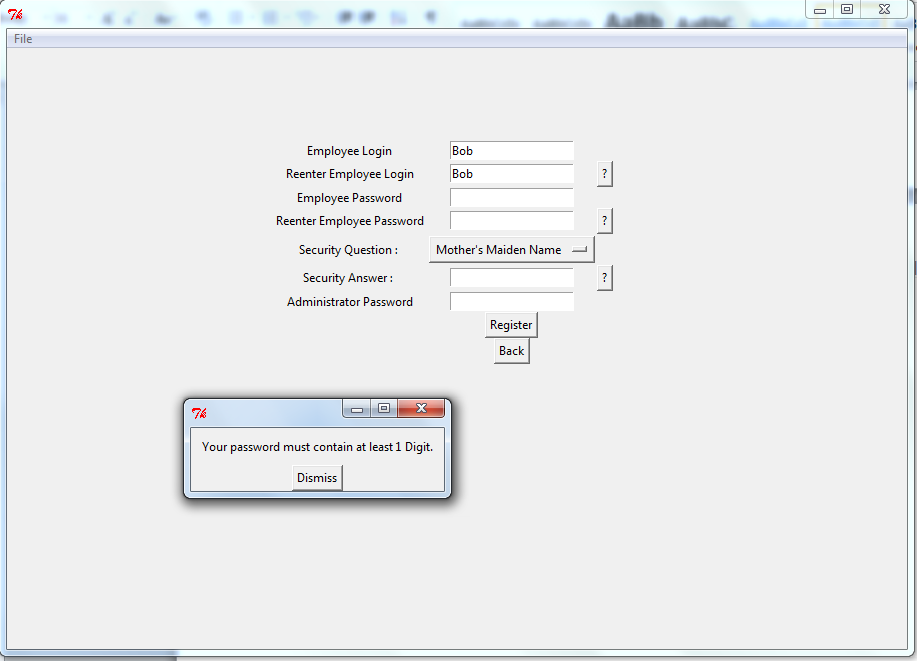 File
Employee Login Bob
Reenter Employee Login Bob ?
Employee Password
Reenter Employee Password ?
Security Question : Mother's Maiden Name
Security Answer : ?
Administrator Password
Register
Back
Your password must contain at least 1 Digit.
Dismiss